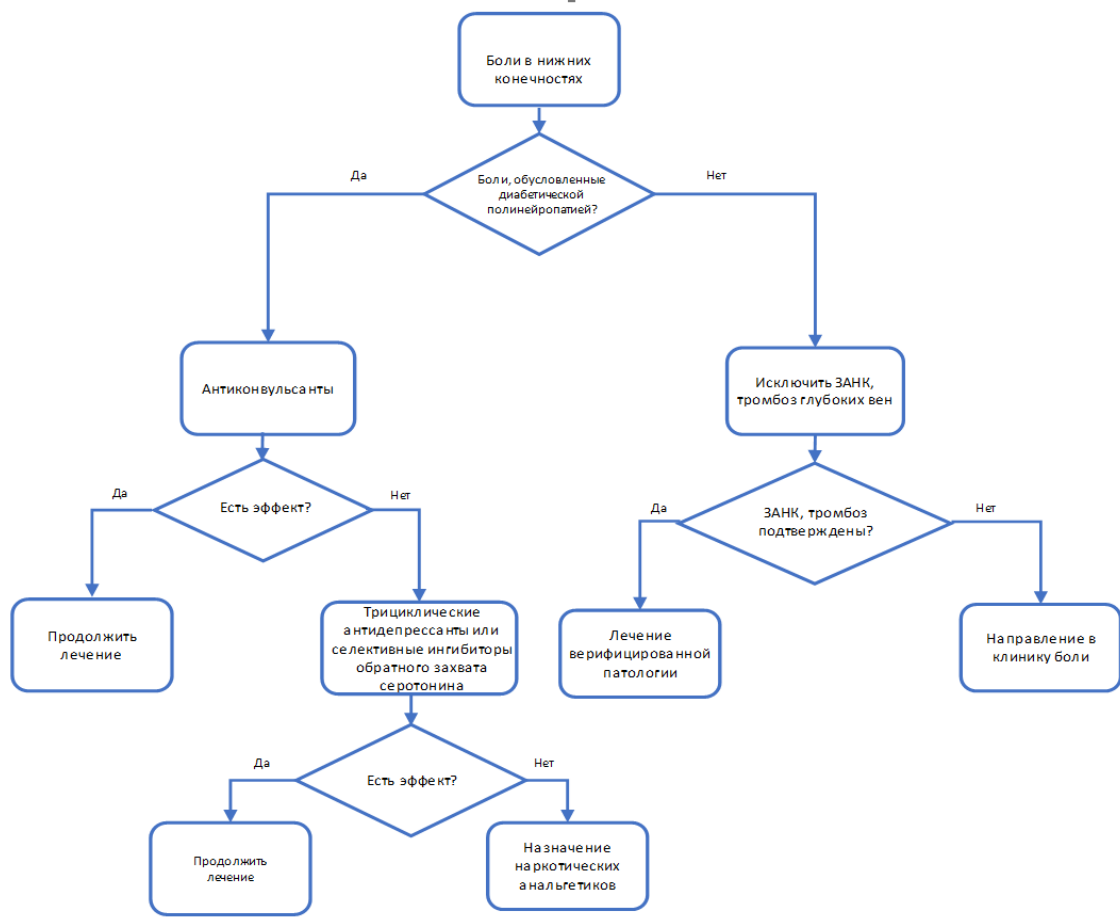 Боли в нижних
конечностях
Да
Боли, обусловленные
диабетической
полинейропатией?
Нет
Антиконвульсанты
Исключить ЗАНК,
тромбоз глубоких вен
Да
Есть эффект?
Нет
Да
ЗАНК, тромбоз
подтверждены?
Нет
Продолжить
лечение
Трициклические
антидепрессанты или
селективные ингибиторы
обратного захвата
серотонина
Лечение
верифицированной
патологии
Направление в
клинику боли
Да
Есть эффект?
Нет
Продолжить
лечение
Назначение
наркотических
анальгетиков